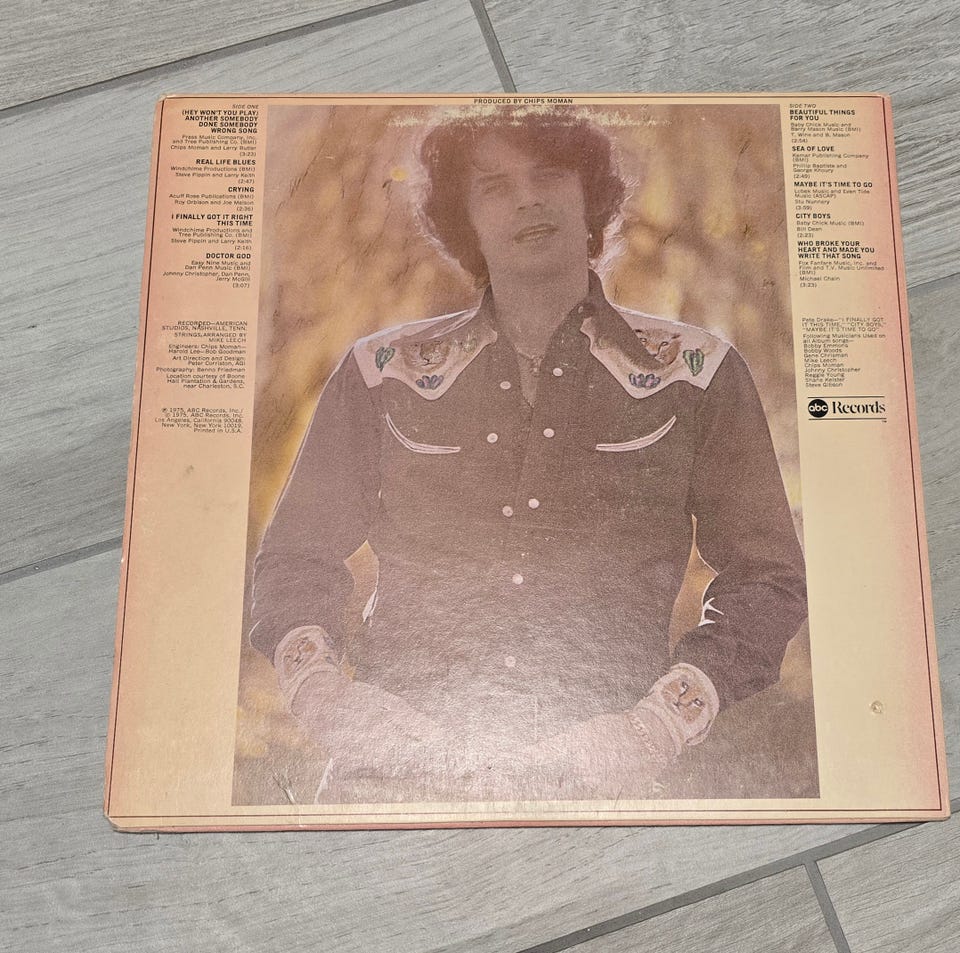 PRODUCED BY CHIPS MOMAN
SIDE ONE
(HEY WON'T YOU PLAY)
ANOTHER SOMEBODY
DONE SOMEBODY
WRONG SONG
Press Music Company, Inc.
and Tree Publishing Co. (BMI)
Chips Moman and Larry Butler
(3:23)
REAL LIFE BLUES
Windchime Productions (BMI)
Steve Pippin and Larry Keith
(2:47)
CRYING
Acuff Rose Publications (BMI)
Roy Orbison and Joe Melson
(2:36)
I FINALLY GOT IT RIGHT
THIS TIME
Windchime Productions and
Tree Publishing Co. (BMI)
Steve Pippin and Larry Keith
(2:16)
DOCTOR GOD
Easy Nine Music and
Dan Penn Music (BMI)
Johnny Christopher, Dan Penn,
Jerry McGill
(3:07)
RECORDED—AMERICAN
STUDIOS, NASHVILLE, TENN.
STRINGS ARRANGED BY
MIKE LEECH
Engineers: Chips Moman—
Harold Lee—Bob Goodman
Art Direction and Design:
Peter Corriston, AGI
Photography: Benno Friedman
Location courtesy of Boone
Hall Plantation & Gardens,
near Charleston, S.C.
℗ 1975, ABC Records, Inc./
© 1975, ABC Records, Inc.
Los Angeles, California 90048.
New York, New York 10019.
Printed in U.S.A.
SIDE TWO
BEAUTIFUL THINGS
FOR YOU
Baby Chick Music and
Barry Mason Music (BMI)
T. Wine and B. Mason
(2:54)
SEA OF LOVE
Kamar Publishing Company
(BMI)
Phillip Baptiste and
George Khoury
(2:49)
MAYBE IT'S TIME TO GO
Lobek Music and Even Tide
Music (ASCAP)
Stu Nunnery
(3:59)
CITY BOYS
Baby Chick Music (BMI)
Bill Dean
(2:23)
WHO BROKE YOUR
HEART AND MADE YOU
WRITE THAT SONG
Fox Fanfare Music, Inc. and
Film and T.V. Music Unlimited
(BMI)
Michael Chain
(3:23)
Pete Drake—"I FINALLY GOT
IT THIS TIME," "CITY BOYS,"
"MAYBE IT'S TIME TO GO"
Following Musicians Used on
all Album songs—
Bobby Emmons
Bobby Woods
Gene Chrisman
Mike Leech
Chips Moman
Johnny Christopher
Reggie Young
Shane Keister
Steve Gibson
abc Records
TM